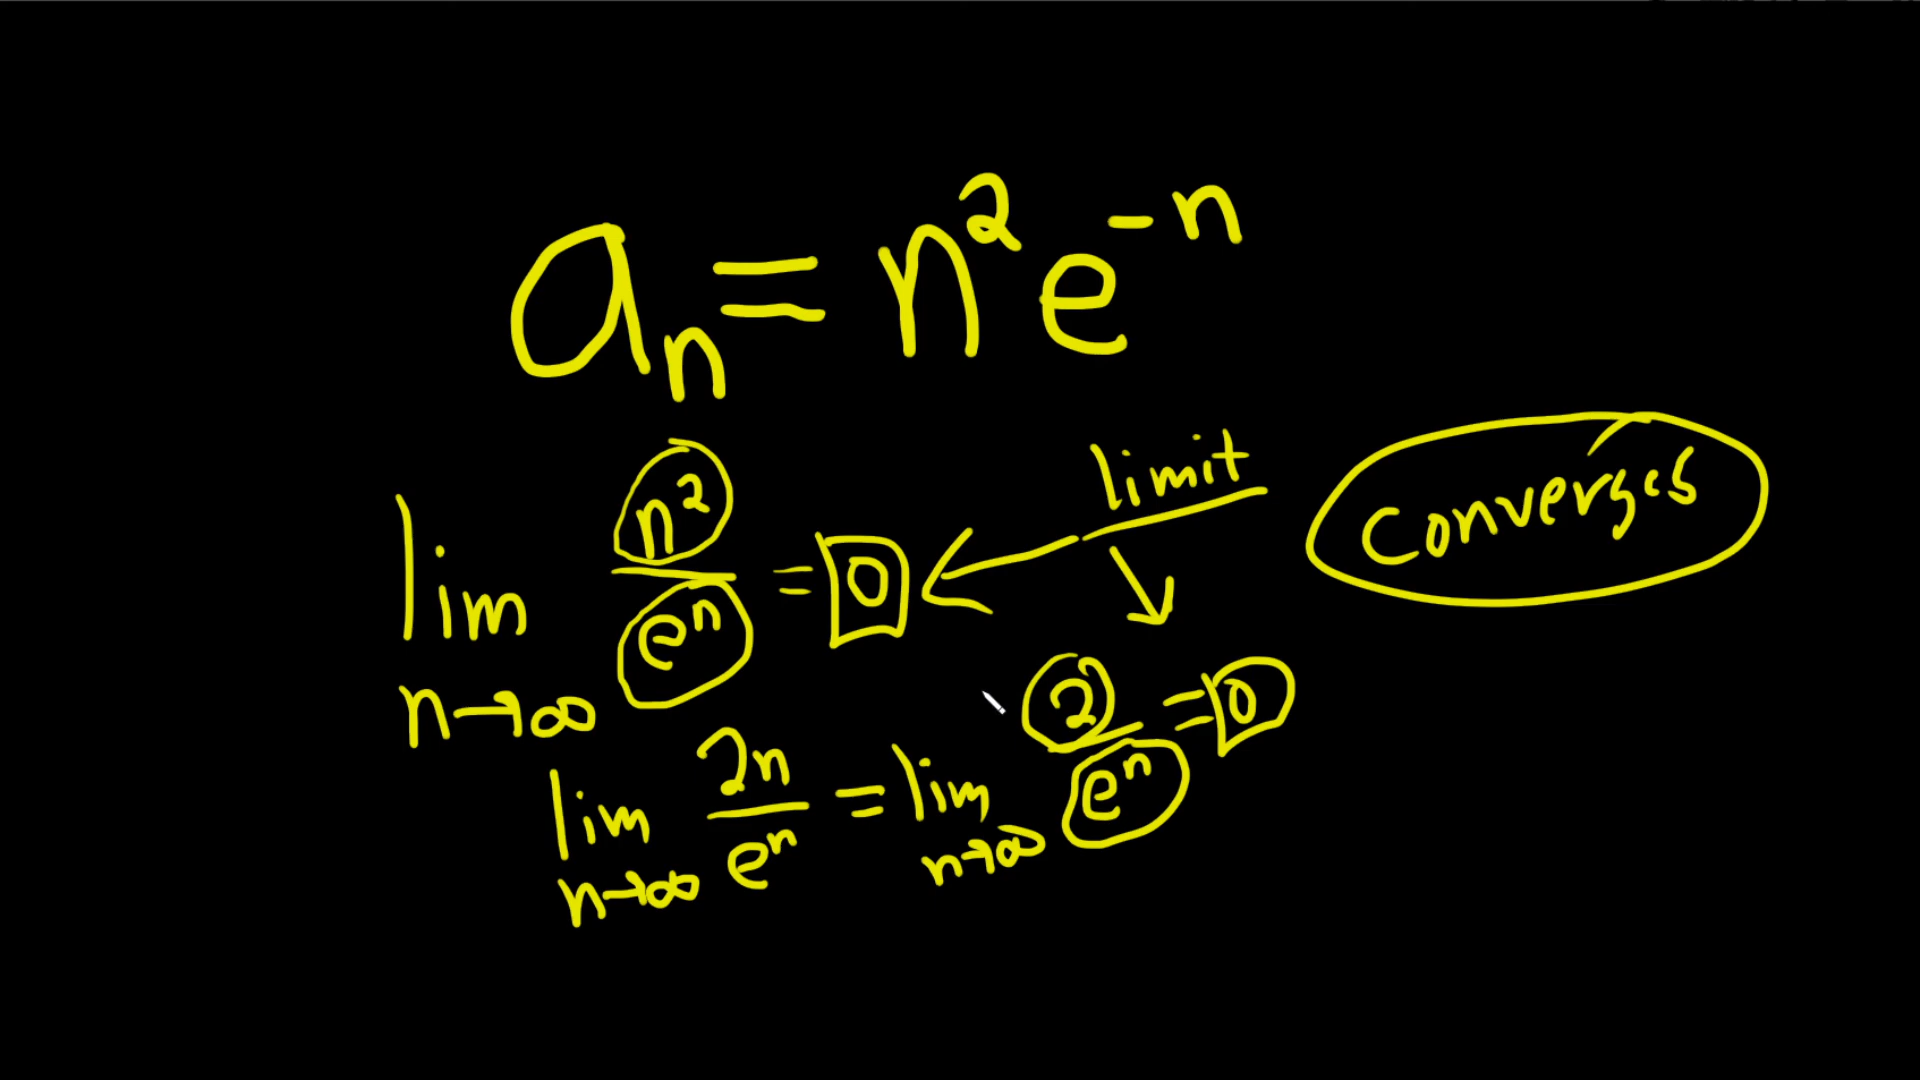 aₙ = n²e⁻ⁿ
lim n→∞ n²/eⁿ = 0
limit
Converges
lim n→∞ 2n/eⁿ = lim n→∞ 2/eⁿ = 0